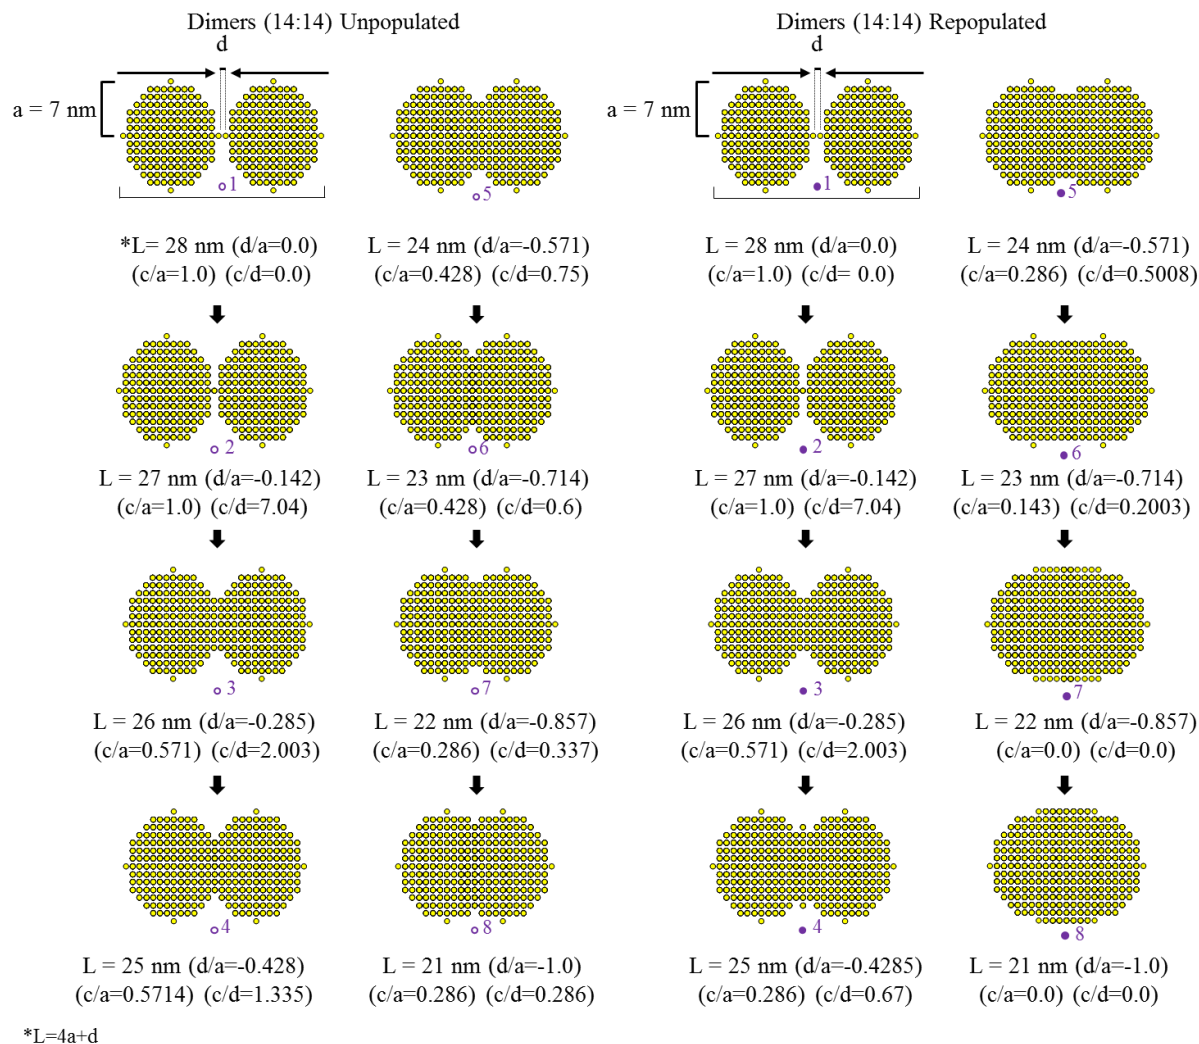 Dimers (14:14) Unpopulated
d
a = 7 nm
1
*L= 28 nm (d/a=0.0)
(c/a=1.0) (c/d=0.0)
2
L = 27 nm (d/a=-0.142)
(c/a=1.0) (c/d=7.04)
3
L = 26 nm (d/a=-0.285)
(c/a=0.571) (c/d=2.003)
4
L = 25 nm (d/a=-0.428)
(c/a=0.5714) (c/d=1.335)
5
L = 24 nm (d/a=-0.571)
(c/a=0.428) (c/d=0.75)
6
L = 23 nm (d/a=-0.714)
(c/a=0.428) (c/d=0.6)
7
L = 22 nm (d/a=-0.857)
(c/a=0.286) (c/d=0.337)
8
L = 21 nm (d/a=-1.0)
(c/a=0.286) (c/d=0.286)
Dimers (14:14) Repopulated
d
a = 7 nm
1
L = 28 nm (d/a=0.0)
(c/a=1.0) (c/d= 0.0)
2
L = 27 nm (d/a=-0.142)
(c/a=1.0) (c/d=7.04)
3
L = 26 nm (d/a=-0.285)
(c/a=0.571) (c/d=2.003)
4
L = 25 nm (d/a=-0.4285)
(c/a=0.286) (c/d=0.67)
5
L = 24 nm (d/a=-0.571)
(c/a=0.286) (c/d=0.5008)
6
L = 23 nm (d/a=-0.714)
(c/a=0.143) (c/d=0.2003)
7
L = 22 nm (d/a=-0.857)
(c/a=0.0) (c/d=0.0)
8
L = 21 nm (d/a=-1.0)
(c/a=0.0) (c/d=0.0)
*L=4a+d